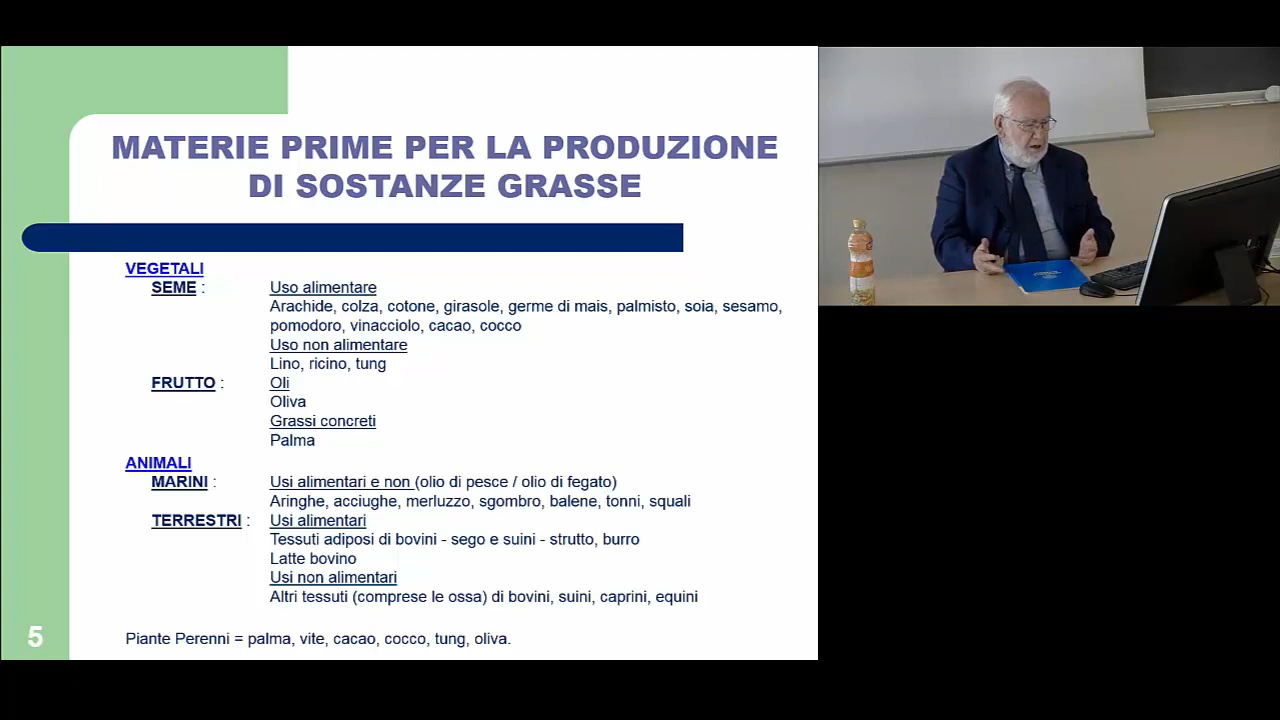 MATERIE PRIME PER LA PRODUZIONE
DI SOSTANZE GRASSE
VEGETALI
SEME : Uso alimentare
Arachide, colza, cotone, girasole, germe di mais, palmisto, soia, sesamo,
pomodoro, vinacciolo, cacao, cocco
Uso non alimentare
Lino, ricino, tung
FRUTTO : Oli
Oliva
Grassi concreti
Palma
ANIMALI
MARINI : Usi alimentari e non (olio di pesce / olio di fegato)
Aringhe, acciughe, merluzzo, sgombro, balene, tonni, squali
TERRESTRI : Usi alimentari
Tessuti adiposi di bovini - sego e suini - strutto, burro
Latte bovino
Usi non alimentari
Altri tessuti (comprese le ossa) di bovini, suini, caprini, equini
5
Piante Perenni = palma, vite, cacao, cocco, tung, oliva.